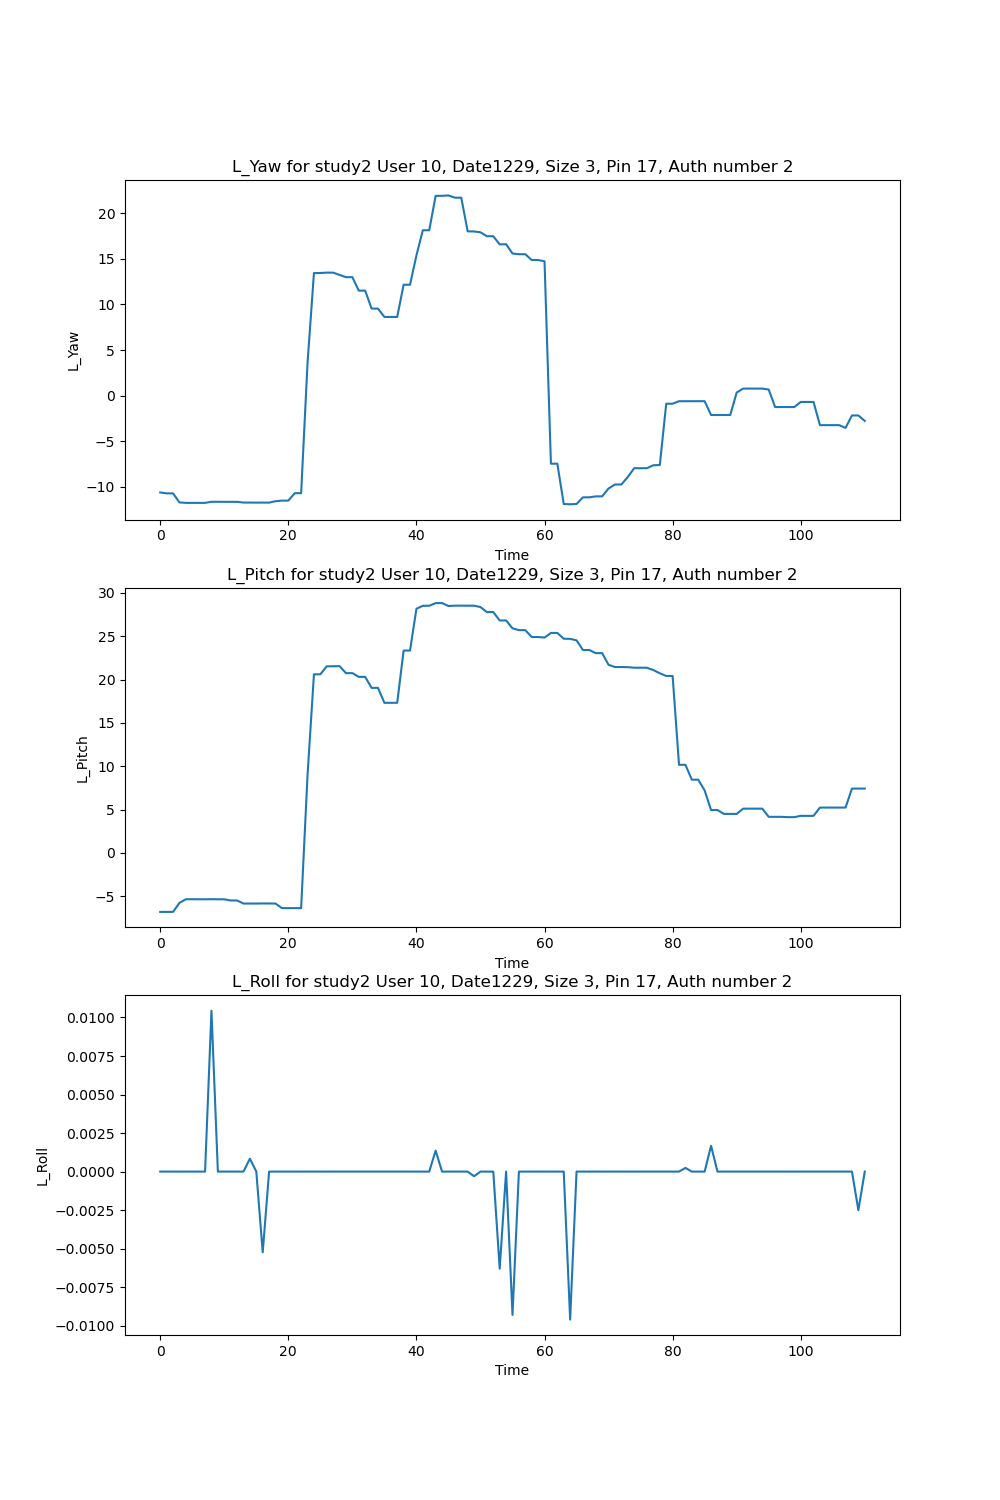 L_Yaw for study2 User 10, Date1229, Size 3, Pin 17, Auth number 2
20
15
10
5
0
−5
−10
L_Yaw
0 20 40 60 80 100
Time
L_Pitch for study2 User 10, Date1229, Size 3, Pin 17, Auth number 2
30
25
20
15
10
5
0
−5
L_Pitch
0 20 40 60 80 100
Time
L_Roll for study2 User 10, Date1229, Size 3, Pin 17, Auth number 2
0.0100
0.0075
0.0050
0.0025
0.0000
−0.0025
−0.0050
−0.0075
−0.0100
L_Roll
0 20 40 60 80 100
Time